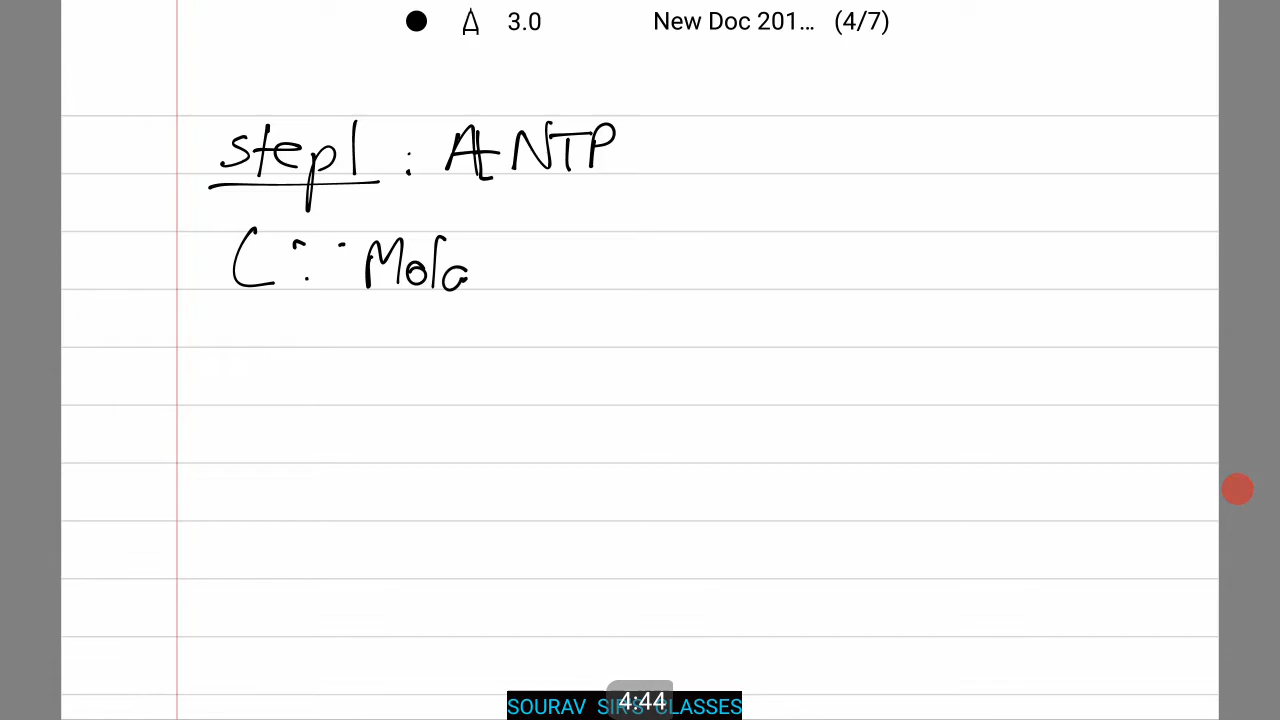 A 3.0 New Doc 201... (4/7)
step1 : At NTP
( ∵ Mola
4:44
SOURAV SIR'S CLASSES